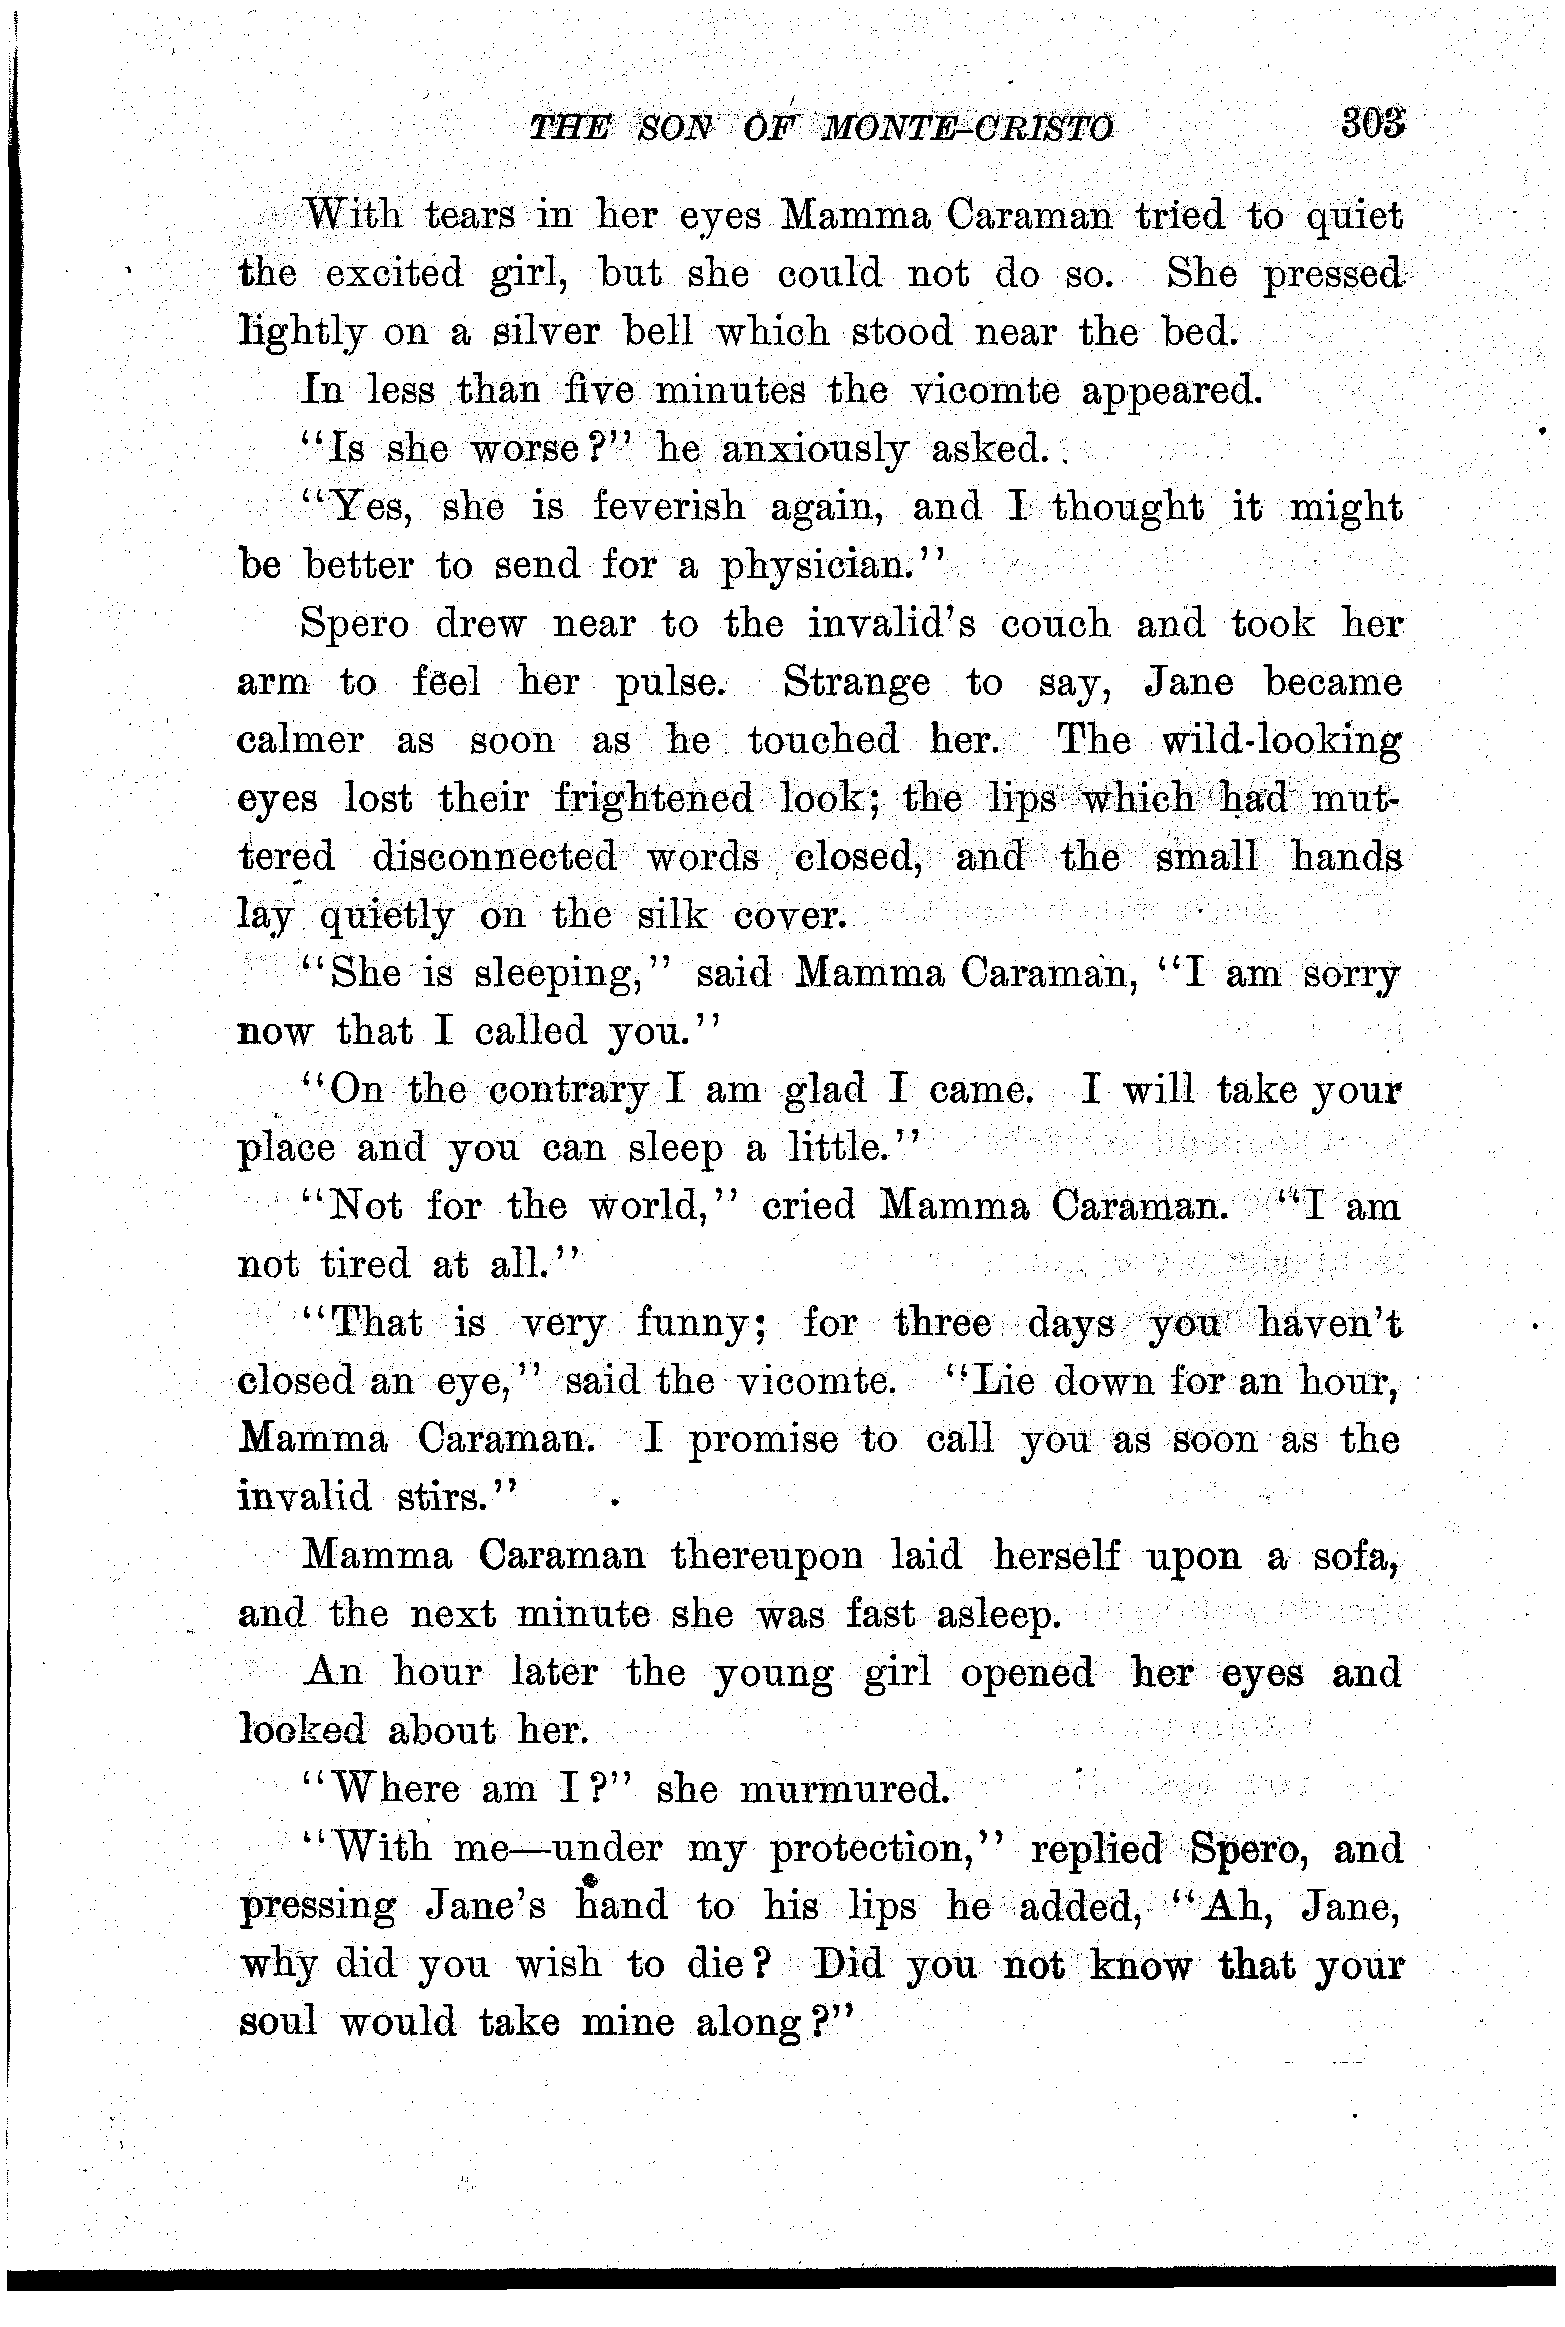 THE SON OF MONTE-CRISTO 303
With tears in her eyes Mamma Caraman tried to quiet
the excited girl, but she could not do so. She pressed
lightly on a silver bell which stood near the bed.
In less than five minutes the vicomte appeared.
"Is she worse?" he anxiously asked.
"Yes, she is feverish again, and I thought it might
be better to send for a physician."
Spero drew near to the invalid's couch and took her
arm to feel her pulse. Strange to say, Jane became
calmer as soon as he touched her. The wild-looking
eyes lost their frightened look; the lips which had mut-
tered disconnected words closed, and the small hands
lay quietly on the silk cover.
"She is sleeping," said Mamma Caraman, "I am sorry
now that I called you."
"On the contrary I am glad I came. I will take your
place and you can sleep a little."
"Not for the world," cried Mamma Caraman. "I am
not tired at all."
"That is very funny; for three days you haven't
closed an eye," said the vicomte. "Lie down for an hour,
Mamma Caraman. I promise to call you as soon as the
invalid stirs."
Mamma Caraman thereupon laid herself upon a sofa,
and the next minute she was fast asleep.
An hour later the young girl opened her eyes and
looked about her.
"Where am I?" she murmured.
"With me—under my protection," replied Spero, and
pressing Jane's hand to his lips he added, "Ah, Jane,
why did you wish to die? Did you not know that your
soul would take mine along?"